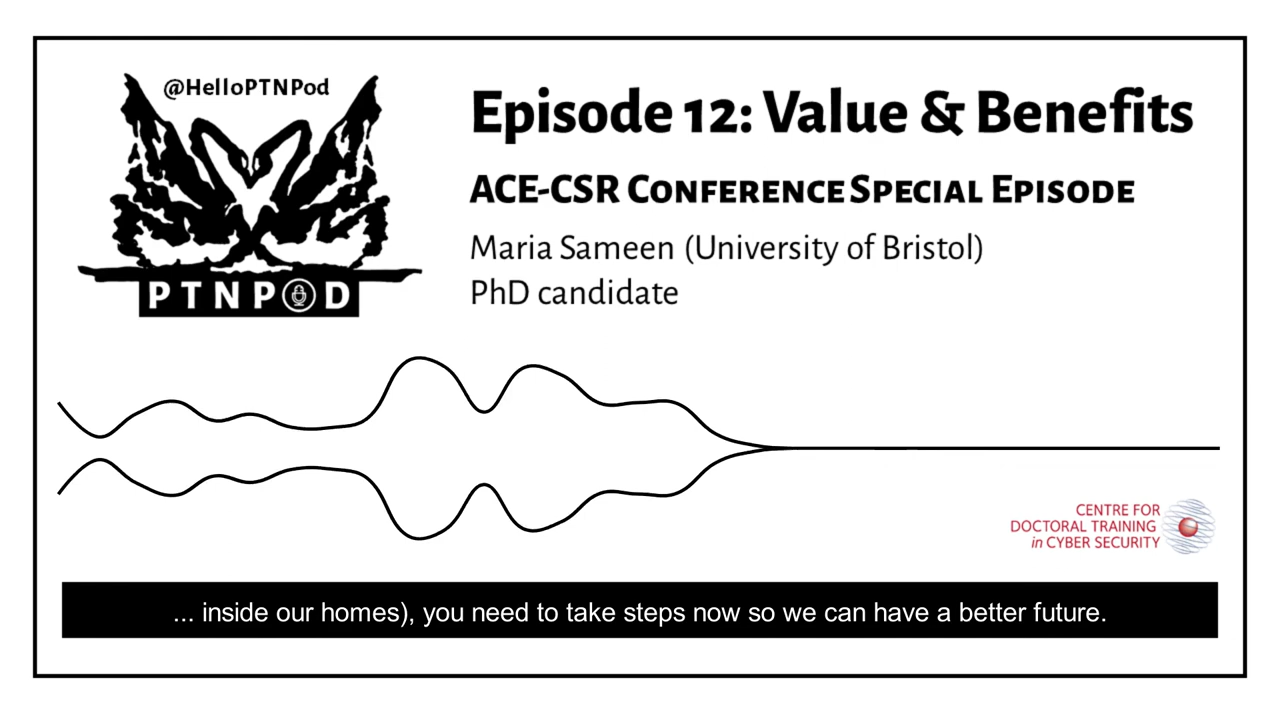 @HelloPTNPod
PTNPOD
Episode 12: Value & Benefits
ACE-CSR Conference Special Episode
Maria Sameen (University of Bristol)
PhD candidate
CENTRE FOR
DOCTORAL TRAINING
in CYBER SECURITY
... inside our homes), you need to take steps now so we can have a better future.